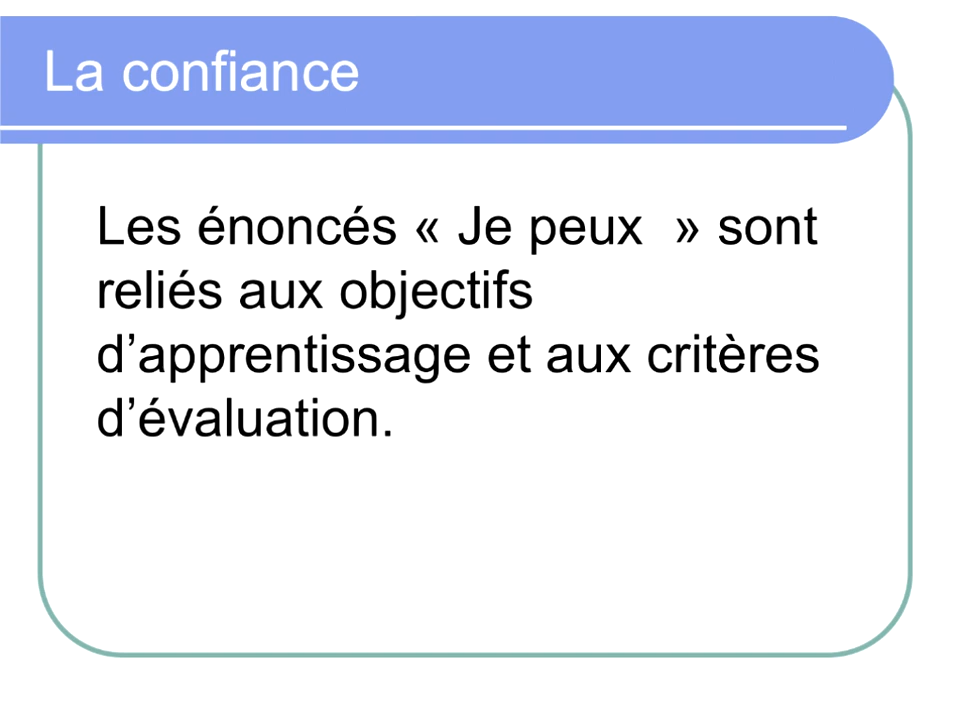 La confiance
Les énoncés « Je peux  » sont
reliés aux objectifs
d’apprentissage et aux critères
d’évaluation.